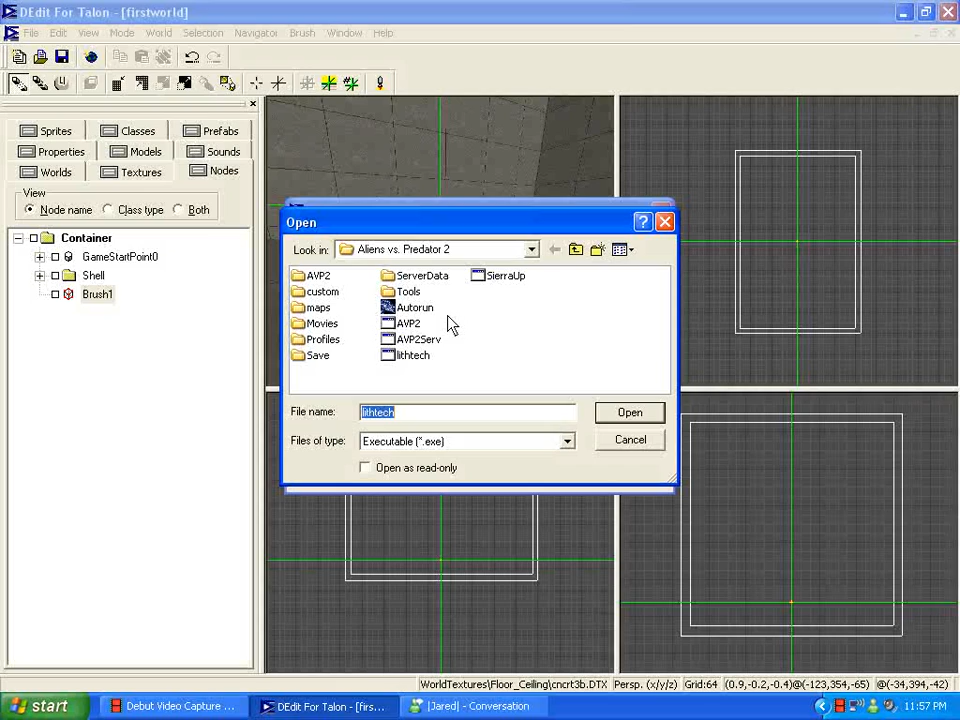 DEdit For Talon - [firstworld]
File Edit View Mode World Selection Navigator Brush Window Help
Sprites Classes Prefabs
Properties Models Sounds
Worlds Textures Nodes
View
Node name Class type Both
Container
GameStartPoint0
Shell
Brush1
Open
Look in: Aliens vs. Predator 2
AVP2 ServerData SierraUp
custom Tools
maps Autorun
Movies AVP2
Profiles AVP2Serv
Save lithtech
File name: lithtech Open
Files of type: Executable (*.exe) Cancel
Open as read-only
WorldTextures\Floor_Ceiling\cncrt3b.DTX Persp. (x/y/z) Grid:64 (0.9,-0.2,-0.4)@(-123,354,-65) @(-34,394,-42)
start Debut Video Capture ... DEdit For Talon - [firs... |Jared| - Conversation 11:57 PM